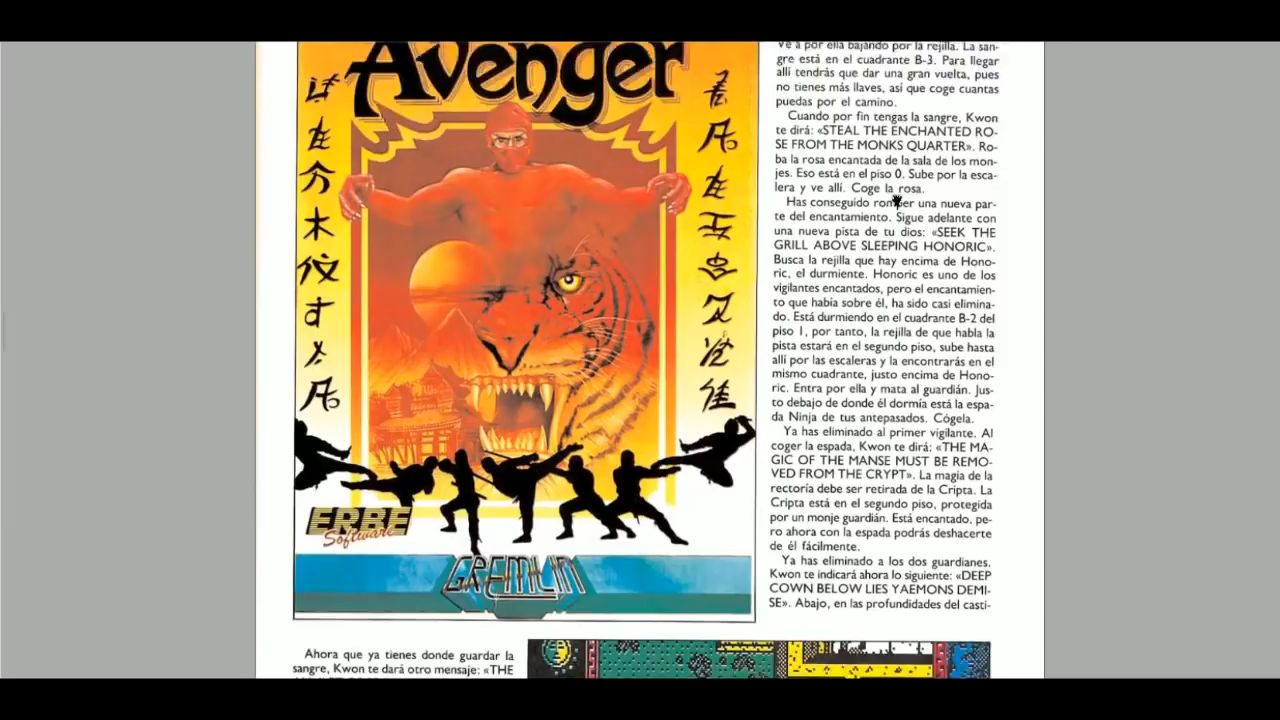 Avenger
ERBE
Software
GREMLIN
Ahora que ya tienes donde guardar la
sangre, Kwon te dará otro mensaje: «THE
Ve a por ella bajando por la rejilla. La san-
gre está en el cuadrante B-3. Para llegar
allí tendrás que dar una gran vuelta, pues
no tienes más llaves, así que coge cuantas
puedas por el camino.
Cuando por fin tengas la sangre, Kwon
te dirá: «STEAL THE ENCHANTED RO-
SE FROM THE MONKS QUARTER». Ro-
ba la rosa encantada de la sala de los mon-
jes. Eso está en el piso 0. Sube por la esca-
lera y ve allí. Coge la rosa.
Has conseguido romper una nueva par-
te del encantamiento. Sigue adelante con
una nueva pista de tu dios: «SEEK THE
GRILL ABOVE SLEEPING HONORIC».
Busca la rejilla que hay encima de Hono-
ric, el durmiente. Honoric es uno de los
vigilantes encantados, pero el encantamien-
to que había sobre él, ha sido casi elimina-
do. Está durmiendo en el cuadrante B-2 del
piso 1, por tanto, la rejilla de que habla la
pista estará en el segundo piso, sube hasta
allí por las escaleras y la encontrarás en el
mismo cuadrante, justo encima de Hono-
ric. Entra por ella y mata al guardián. Jus-
to debajo de donde él dormía está la espa-
da Ninja de tus antepasados. Cógela.
Ya has eliminado al primer vigilante. Al
coger la espada, Kwon te dirá: «THE MA-
GIC OF THE MANSE MUST BE REMO-
VED FROM THE CRYPT». La magia de la
rectoría debe ser retirada de la Cripta. La
Cripta está en el segundo piso, protegida
por un monje guardián. Está encantado, pe-
ro ahora con la espada podrás deshacerte
de él fácilmente.
Ya has eliminado a los dos guardianes.
Kwon te indicará ahora lo siguiente: «DEEP
COWN BELOW LIES YAEMONS DEMI-
SE». Abajo, en las profundidades del casti-